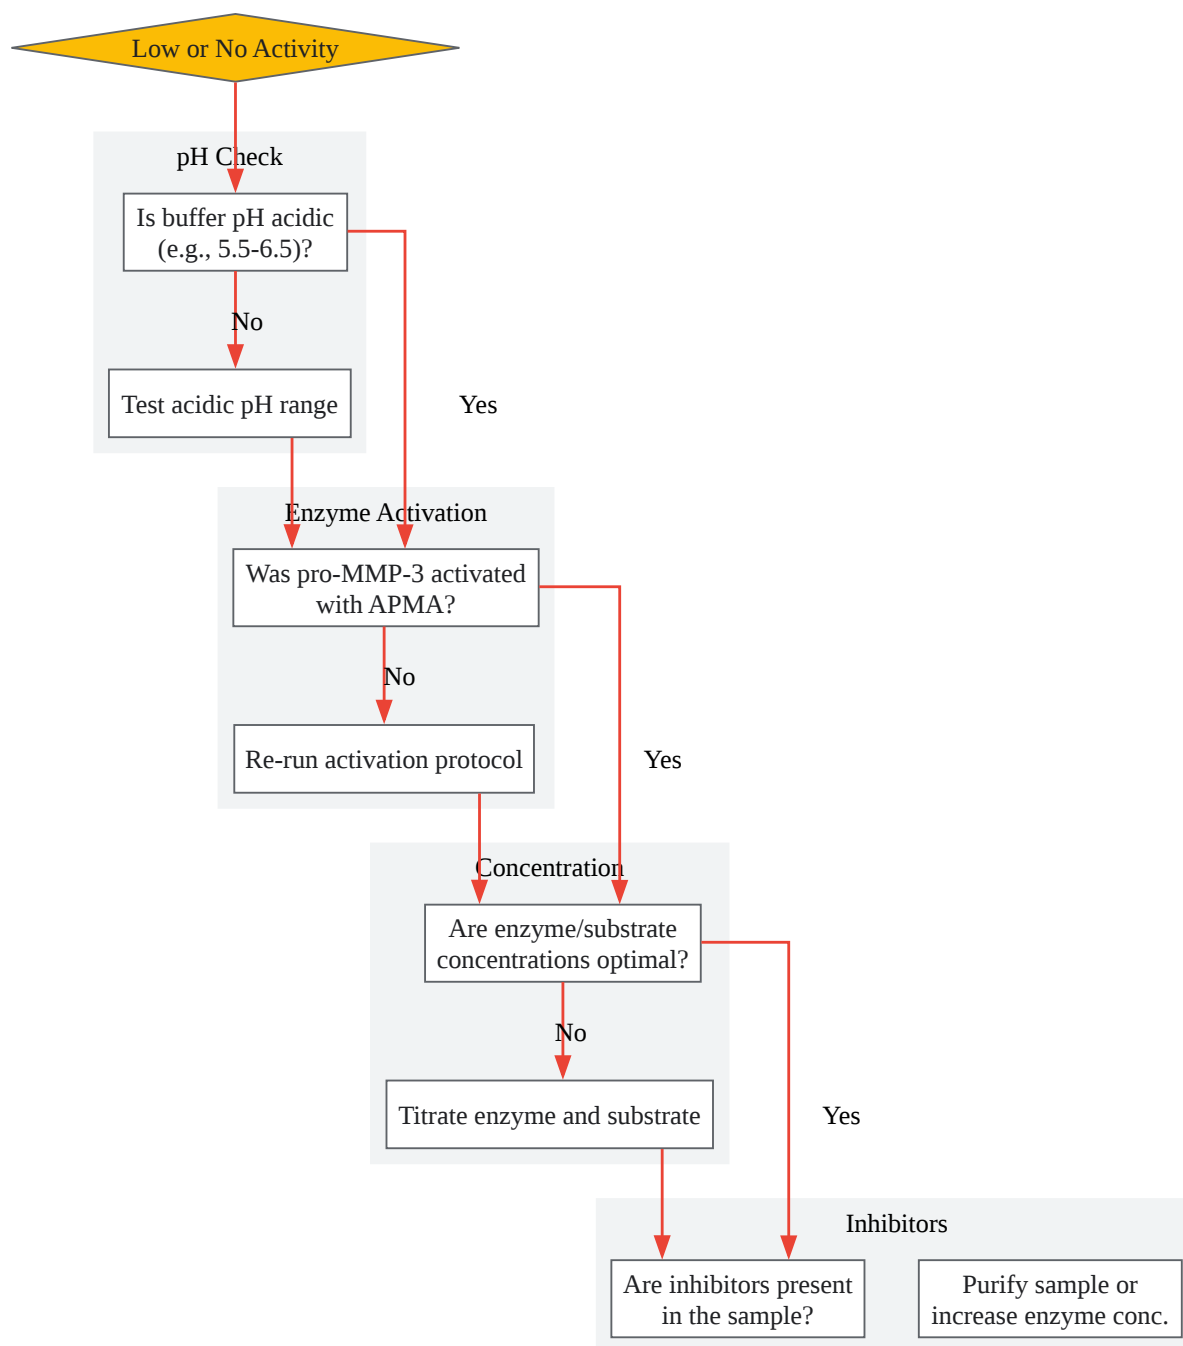 Low or No Activity
pH Check
Is buffer pH acidic
(e.g., 5.5-6.5)?
No
Test acidic pH range
Yes
Enzyme Activation
Was pro-MMP-3 activated
with APMA?
No
Re-run activation protocol
Yes
Concentration
Are enzyme/substrate
concentrations optimal?
No
Titrate enzyme and substrate
Yes
Inhibitors
Are inhibitors present
in the sample?
Purify sample or
increase enzyme conc.